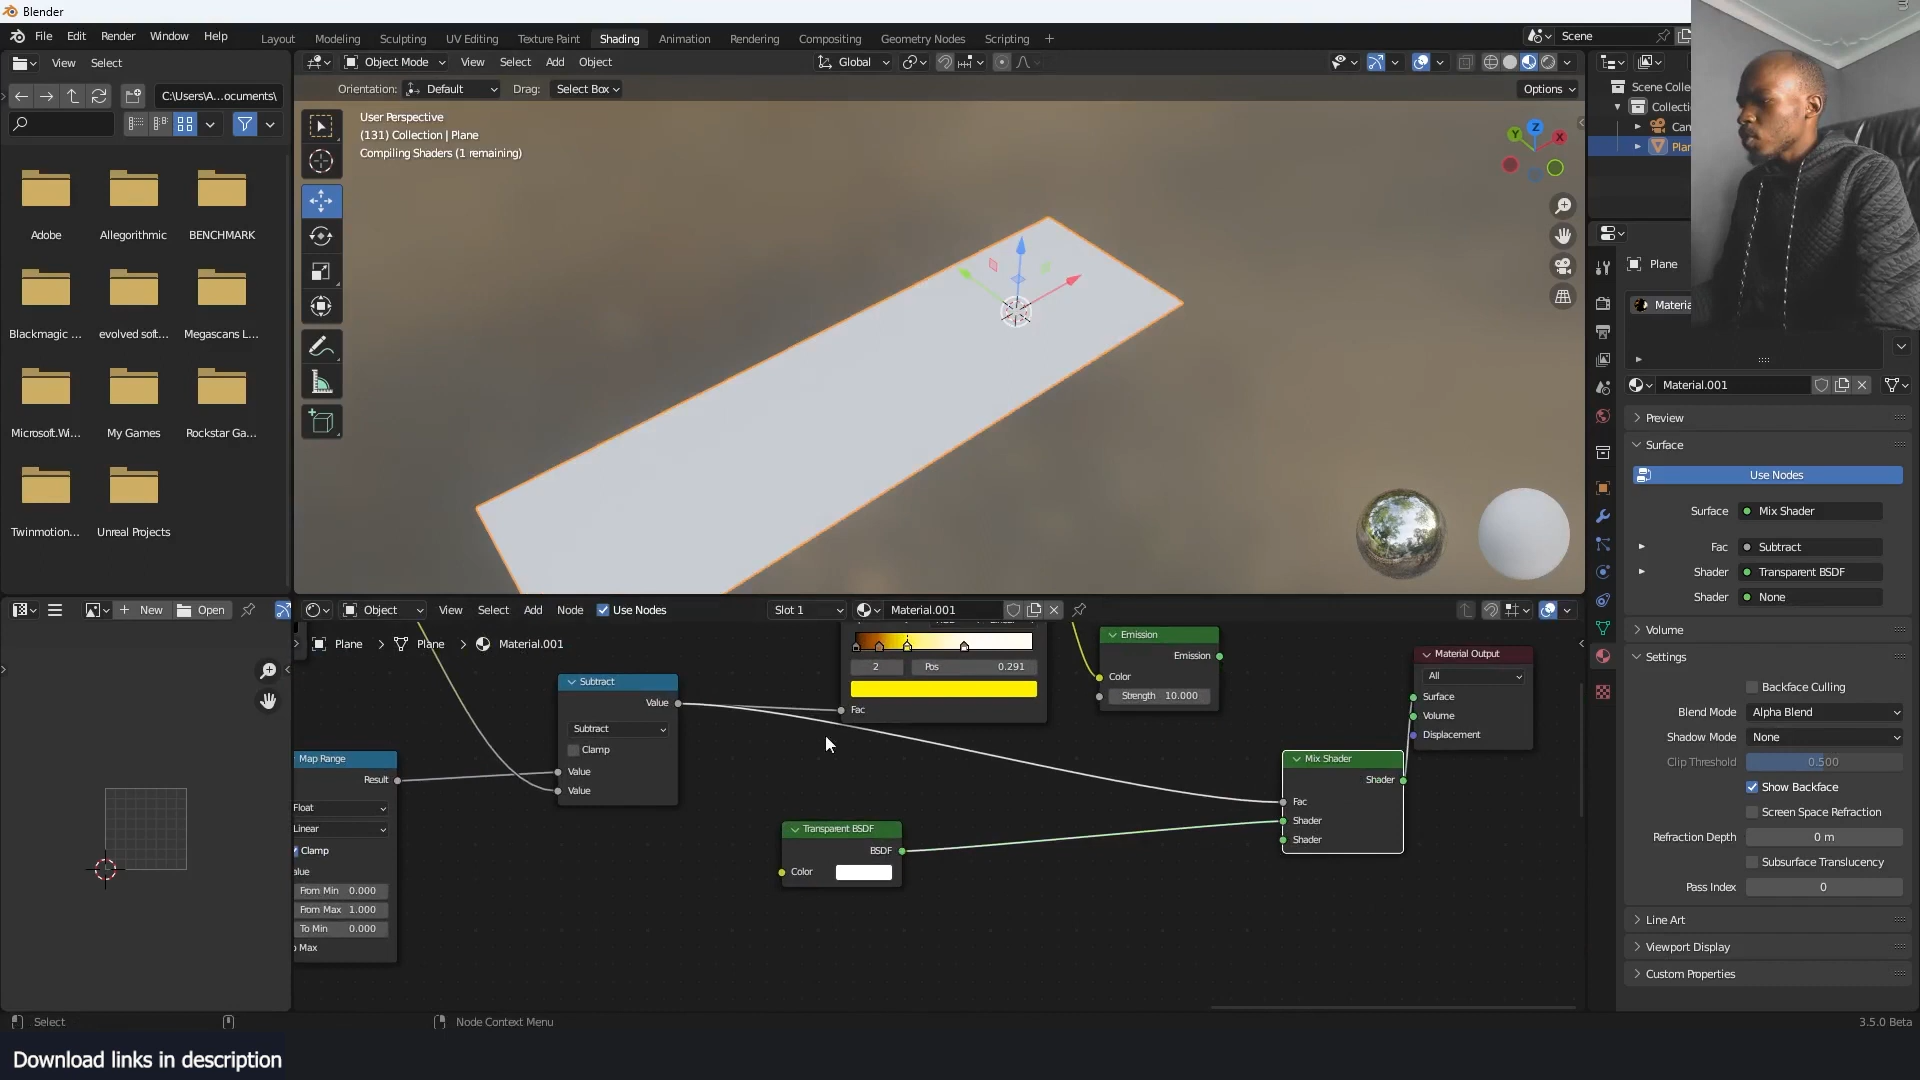 Blender
File Edit Render Window Help
Layout Modeling Sculpting UV Editing Texture Paint Shading Animation Rendering Compositing Geometry Nodes Scripting +
Scene
View Select
Object Mode View Select Add Object Global
C:\Users\A...ocuments\
Orientation: Default Drag: Select Box Options
User Perspective
(131) Collection | Plane
Compiling Shaders (1 remaining)
Z
Y X
Scene Colle
Collecti
Can
Plan
Adobe Allegorithmic BENCHMARK
Blackmagic ... evolved soft... Megascans L...
Microsoft.Wi... My Games Rockstar Ga...
Twinmotion... Unreal Projects
Plane
Materia
Material.001
Preview
Surface
Use Nodes
Surface Mix Shader
Fac Subtract
Shader Transparent BSDF
Shader None
Volume
Settings
Backface Culling
Blend Mode Alpha Blend
Shadow Mode None
Clip Threshold 0.500
Show Backface
Screen Space Refraction
Refraction Depth 0 m
Subsurface Translucency
Pass Index 0
Line Art
Viewport Display
Custom Properties
+ New Open
Object View Select Add Node Use Nodes Slot 1 Material.001
Plane > Plane > Material.001
Subtract
Value
Subtract
Clamp
Value
Value
Map Range
Result
Float
Linear
Clamp
alue
From Min 0.000
From Max 1.000
To Min 0.000
o Max
2 Pos 0.291
Fac
Emission
Emission
Color
Strength 10.000
Transparent BSDF
BSDF
Color
Mix Shader
Shader
Fac
Shader
Shader
Material Output
All
Surface
Volume
Displacement
Select Node Context Menu 3.5.0 Beta
Download links in description